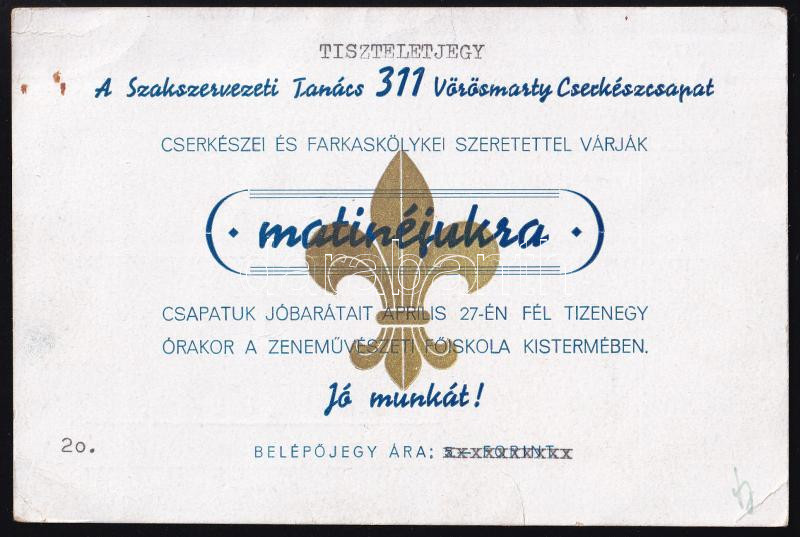 TISZTELETJEGY
A Szakszervezeti Tanács 311 Vörösmarty Cserkészcsapat
CSERKÉSZEI ÉS FARKASKÖLYKEI SZERETETTEL VÁRJÁK
matinéjukra
CSAPATUK JÓBARÁTAIT ÁPRILIS 27-ÉN FÉL TIZENEGY
ÓRAKOR A ZENEMŰVÉSZETI FŐISKOLA KISTERMÉBEN.
Jó munkát!
2o.
BELÉPŐJEGY ÁRA: FORINT